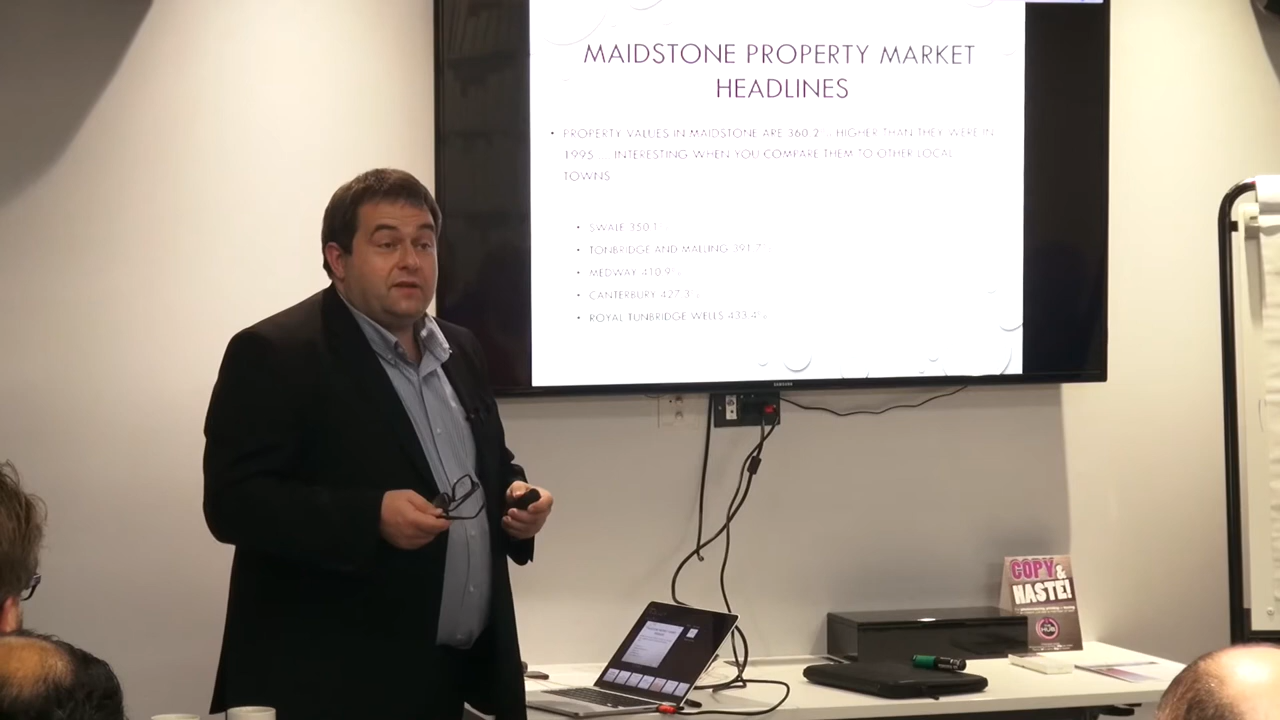 MAIDSTONE PROPERTY MARKET
HEADLINES
• PROPERTY VALUES IN MAIDSTONE ARE 360.2 % HIGHER THAN THEY WERE IN
1995 .... INTERESTING WHEN YOU COMPARE THEM TO OTHER LOCAL
TOWNS
• SWALE 350.1%
• TONBRIDGE AND MALLING 391.7%
• MEDWAY 410.9%
• CANTERBURY 427.3%
• ROYAL TUNBRIDGE WELLS 433.4%
SAMSUNG
COPY &
HASTE!
HUB